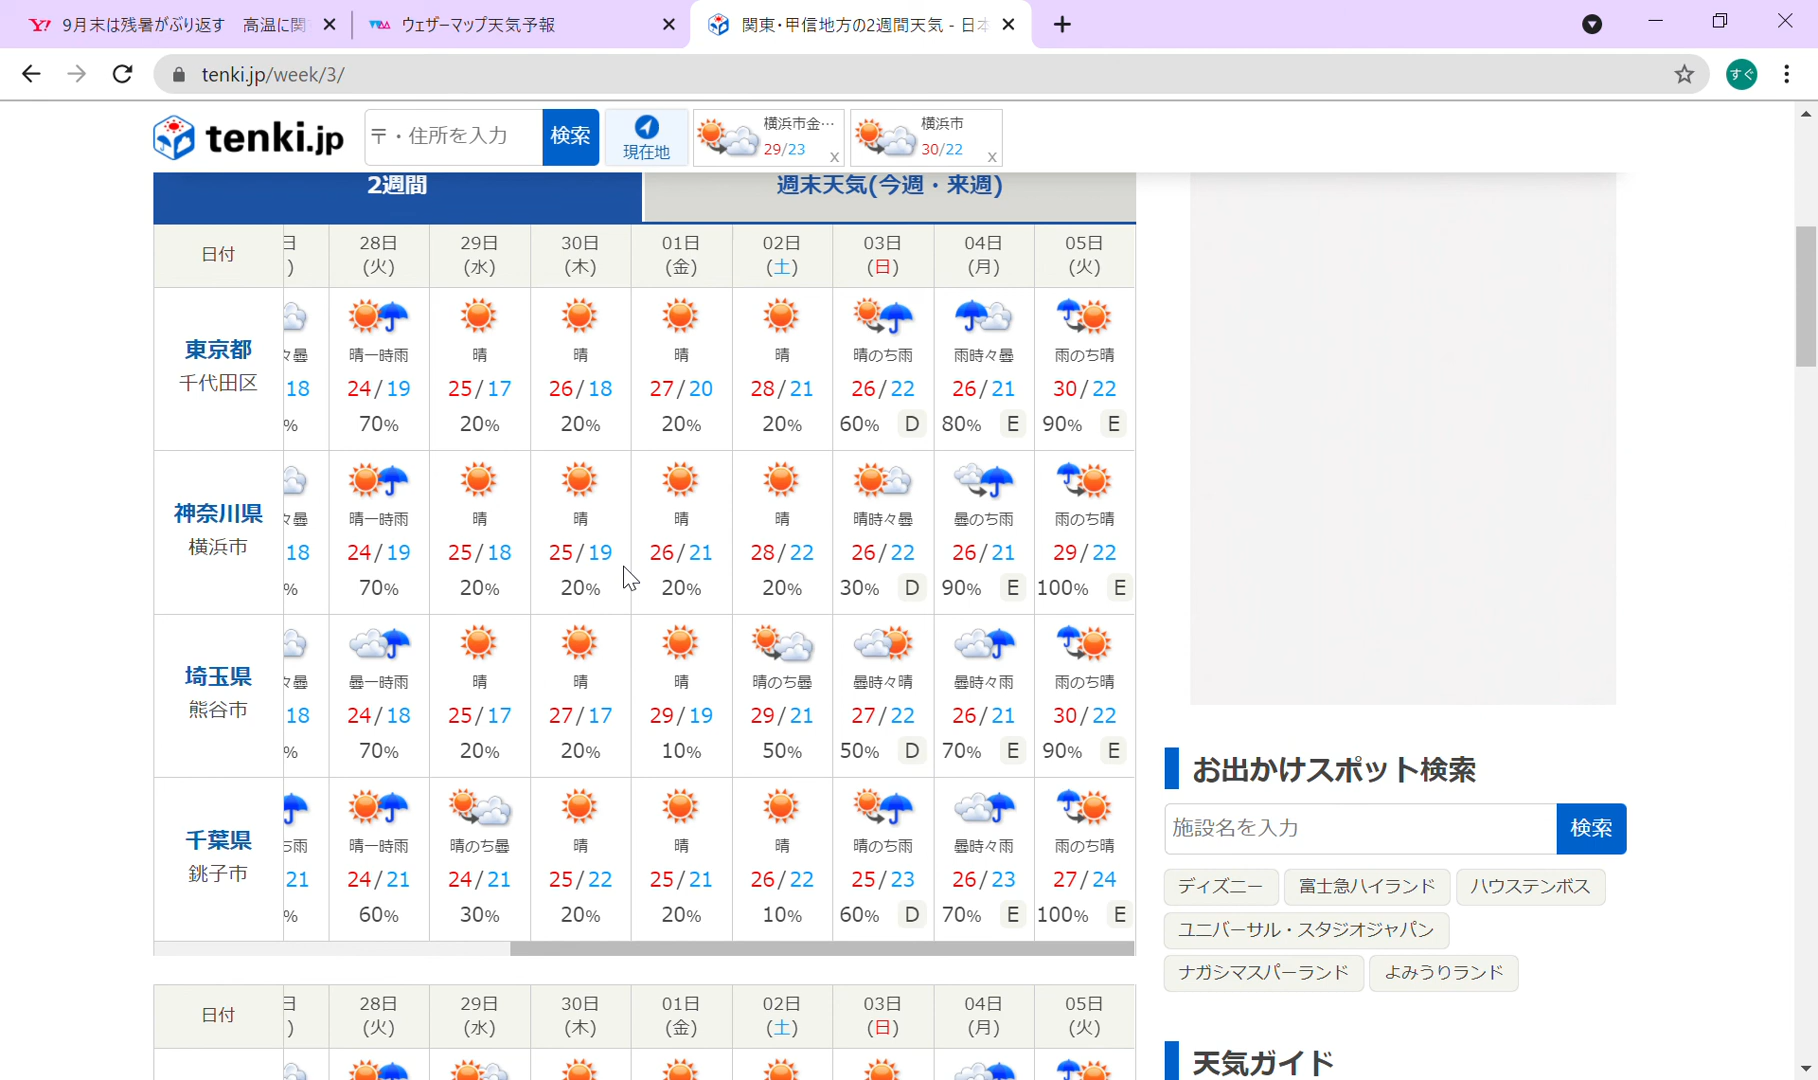 9月末は残暑がぶり返す 高温に関
ウェザーマップ天気予報
関東・甲信地方の2週間天気 - 日本
tenki.jp/week/3/
すぐ
tenki.jp
〒・住所を入力
検索
現在地
横浜市金…
29/23
x
横浜市
30/22
x
2週間
週末天気(今週・来週)
日付 日 28日 29日 30日 01日 02日 03日 04日 05日
) (火) (水) (木) (金) (土) (日) (月) (火)
東京都
千代田区
々曇 晴一時雨 晴 晴 晴 晴 晴のち雨 雨時々曇 雨のち晴
18 24/19 25/17 26/18 27/20 28/21 26/22 26/21 30/22
% 70% 20% 20% 20% 20% 60% D 80% E 90% E
神奈川県
横浜市
々曇 晴一時雨 晴 晴 晴 晴 晴時々曇 曇のち雨 雨のち晴
18 24/19 25/18 25/19 26/21 28/22 26/22 26/21 29/22
% 70% 20% 20% 20% 20% 30% D 90% E 100% E
埼玉県
熊谷市
々曇 曇一時雨 晴 晴 晴 晴のち曇 曇時々晴 曇時々雨 雨のち晴
18 24/18 25/17 27/17 29/19 29/21 27/22 26/21 30/22
% 70% 20% 20% 10% 50% 50% D 70% E 90% E
千葉県
銚子市
ち雨 晴一時雨 晴のち曇 晴 晴 晴 晴のち雨 曇時々雨 雨のち晴
21 24/21 24/21 25/22 25/21 26/22 25/23 26/23 27/24
% 60% 30% 20% 20% 10% 60% D 70% E 100% E
日付 日 28日 29日 30日 01日 02日 03日 04日 05日
) (火) (水) (木) (金) (土) (日) (月) (火)
お出かけスポット検索
施設名を入力
検索
ディズニー 富士急ハイランド ハウステンボス
ユニバーサル・スタジオジャパン
ナガシマスパーランド よみうりランド
天気ガイド